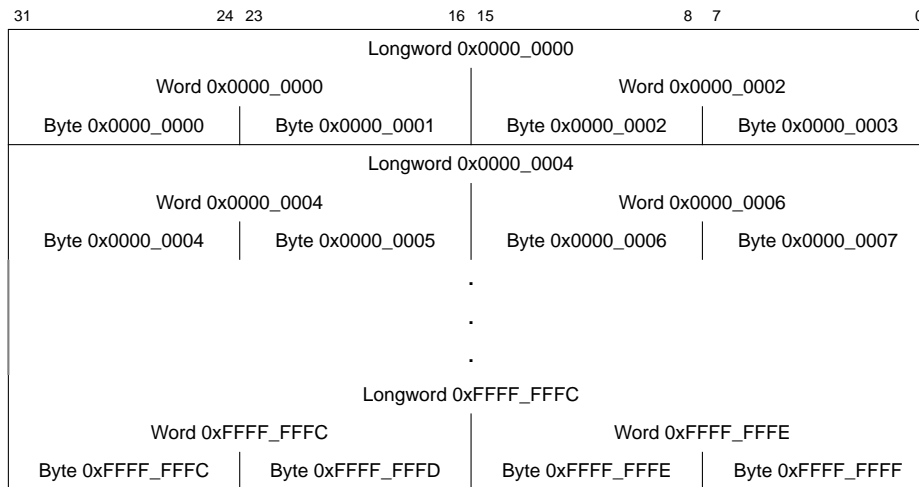 31 24 23 16 15 8 7 0
Longword 0x0000_0000
Word 0x0000_0000 Word 0x0000_0002
Byte 0x0000_0000 Byte 0x0000_0001 Byte 0x0000_0002 Byte 0x0000_0003
Longword 0x0000_0004
Word 0x0000_0004 Word 0x0000_0006
Byte 0x0000_0004 Byte 0x0000_0005 Byte 0x0000_0006 Byte 0x0000_0007
.
.
.
Longword 0xFFFF_FFFC
Word 0xFFFF_FFFC Word 0xFFFF_FFFE
Byte 0xFFFF_FFFC Byte 0xFFFF_FFFD Byte 0xFFFF_FFFE Byte 0xFFFF_FFFF